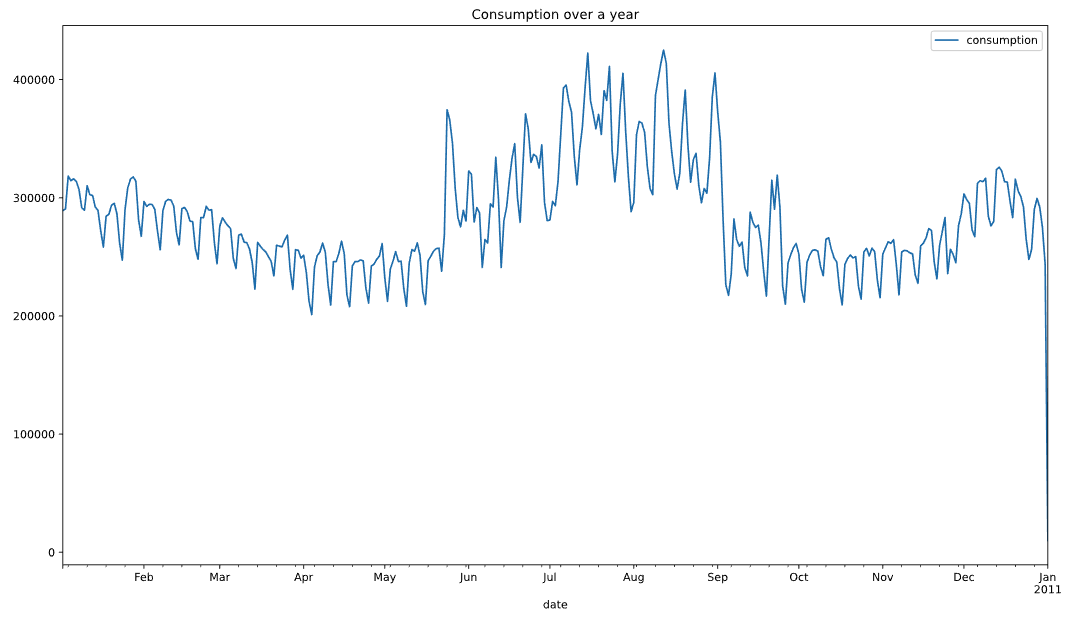 Consumption over a year
consumption
400000
300000
200000
100000
0
Feb Mar Apr May Jun Jul Aug Sep Oct Nov Dec Jan
2011
date